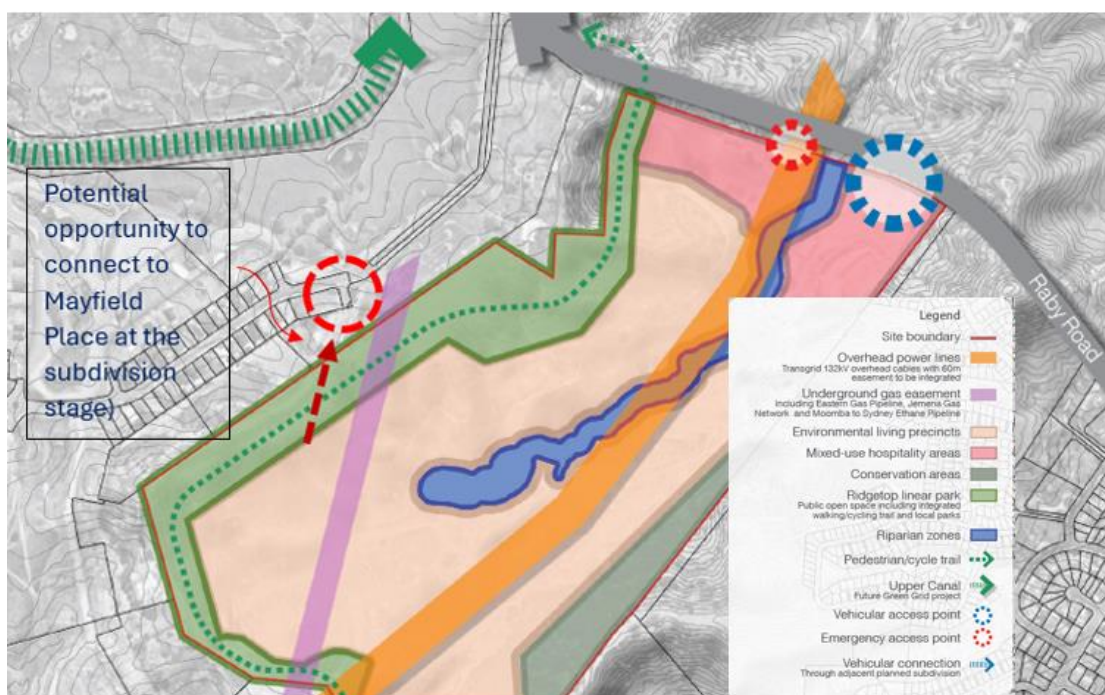 Potential
opportunity to
connect to
Mayfield
Place at the
subdivision
stage)
Raby Road
Legend
Site boundary
Overhead power lines
Transgrid 132kV overhead cables with 60m
easement to be integrated
Underground gas easement
Including Eastern Gas Pipeline, Jemena Gas
Network and Moomba to Sydney Ethane Pipeline
Environmental living precincts
Mixed-use hospitality areas
Conservation areas
Ridgetop linear park
Public open space including integrated
walking/cycling trail and local parks
Riparian zones
Pedestrian/cycle trail
Upper Canal
Future Green Grid project
Vehicular access point
Emergency access point
Vehicular connection
Through adjacent planned subdivision